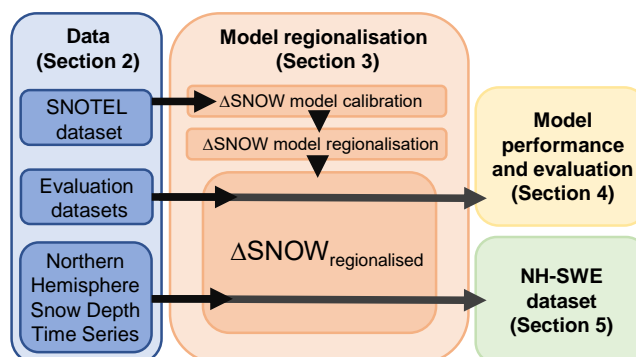 Data
(Section 2)
SNOTEL
dataset
Evaluation
datasets
Northern
Hemisphere
Snow Depth
Time Series
Model regionalisation
(Section 3)
ΔSNOW model calibration
ΔSNOW model regionalisation
ΔSNOWregionalised
Model
performance
and evaluation
(Section 4)
NH-SWE
dataset
(Section 5)